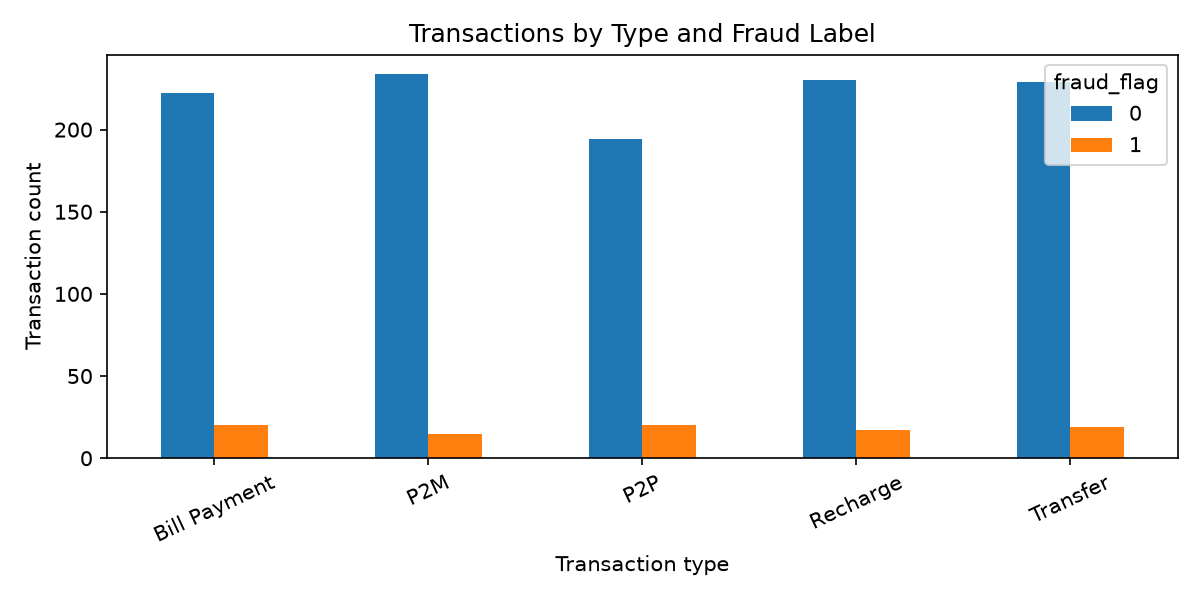 Transactions by Type and Fraud Label
fraud_flag
0
1
Transaction count
200
150
100
50
0
Bill Payment
P2M
P2P
Recharge
Transfer
Transaction type